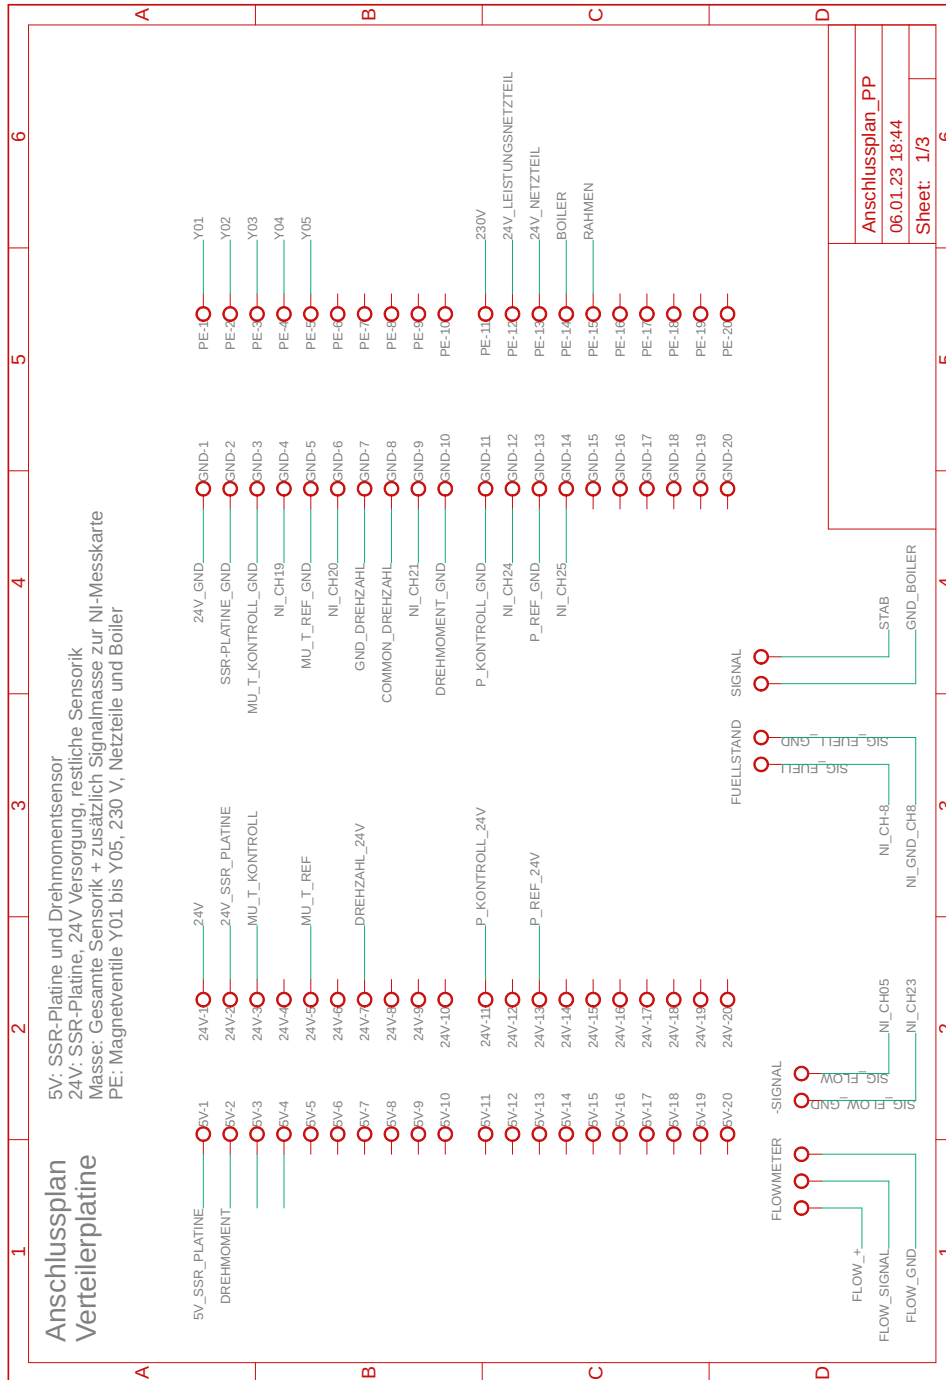 Anschlussplan
Verteilerplatine
5V: SSR-Platine und Drehmomentsensor
24V: SSR-Platine, 24V Versorgung, restliche Sensorik
Masse: Gesamte Sensorik + zusätzlich Signalmasse zur NI-Messkarte
PE: Magnetventile Y01 bis Y05, 230 V, Netzteile und Boiler
1
2
3
4
5
6
A
B
C
D
5V_SSR_PLATINE
DREHMOMENT
5V-1
5V-2
5V-3
5V-4
5V-5
5V-6
5V-7
5V-8
5V-9
5V-10
5V-11
5V-12
5V-13
5V-14
5V-15
5V-16
5V-17
5V-18
5V-19
5V-20
24V-1
24V-2
24V-3
24V-4
24V-5
24V-6
24V-7
24V-8
24V-9
24V-10
24V-11
24V-12
24V-13
24V-14
24V-15
24V-16
24V-17
24V-18
24V-19
24V-20
24V
24V_SSR_PLATINE
MU_T_KONTROLL
MU_T_REF
DREHZAHL_24V
P_KONTROLL_24V
P_REF_24V
24V_GND
SSR-PLATINE_GND
MU_T_KONTROLL_GND
NI_CH19
MU_T_REF_GND
NI_CH20
GND_DREHZAHL
COMMON_DREHZAHL
NI_CH21
DREHMOMENT_GND
P_KONTROLL_GND
NI_CH24
P_REF_GND
NI_CH25
GND-1
GND-2
GND-3
GND-4
GND-5
GND-6
GND-7
GND-8
GND-9
GND-10
GND-11
GND-12
GND-13
GND-14
GND-15
GND-16
GND-17
GND-18
GND-19
GND-20
PE-1
PE-2
PE-3
PE-4
PE-5
PE-6
PE-7
PE-8
PE-9
PE-10
PE-11
PE-12
PE-13
PE-14
PE-15
PE-16
PE-17
PE-18
PE-19
PE-20
Y01
Y02
Y03
Y04
Y05
230V
24V_LEISTUNGSNETZTEIL
24V_NETZTEIL
BOILER
RAHMEN
FLOWMETER
FLOW_+
FLOW_SIGNAL
FLOW_GND
-SIGNAL
SIG_FLOW
SIG_FLOW_GND
NI_CH05
NI_CH23
FUELLSTAND
SIG_FUELL
SIG_FUELL_GND
NI_CH-8
NI_GND_CH8
SIGNAL
STAB
GND_BOILER
Anschlussplan_PP
06.01.23 18:44
Sheet: 1/3
A
B
C
D
1
2
3
4
5
6